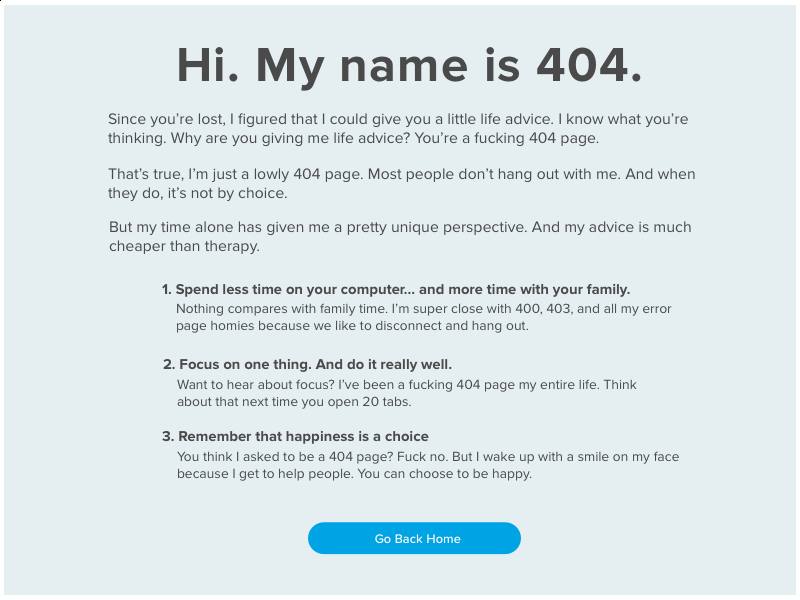 Hi. My name is 404.
Since you’re lost, I figured that I could give you a little life advice. I know what you’re
thinking. Why are you giving me life advice? You’re a fucking 404 page.
That’s true, I’m just a lowly 404 page. Most people don’t hang out with me. And when
they do, it’s not by choice.
But my time alone has given me a pretty unique perspective. And my advice is much
cheaper than therapy.
1. Spend less time on your computer... and more time with your family.
Nothing compares with family time. I’m super close with 400, 403, and all my error
page homies because we like to disconnect and hang out.
2. Focus on one thing. And do it really well.
Want to hear about focus? I’ve been a fucking 404 page my entire life. Think
about that next time you open 20 tabs.
3. Remember that happiness is a choice
You think I asked to be a 404 page? Fuck no. But I wake up with a smile on my face
because I get to help people. You can choose to be happy.
Go Back Home